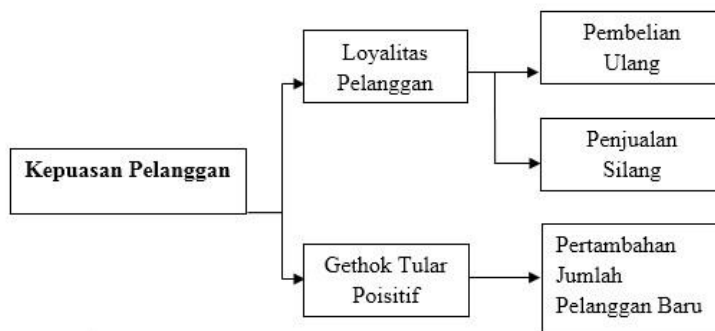 Kepuasan Pelanggan
Loyalitas
Pelanggan
Pembelian
Ulang
Penjualan
Silang
Gethok Tular
Poisitif
Pertambahan
Jumlah
Pelanggan Baru